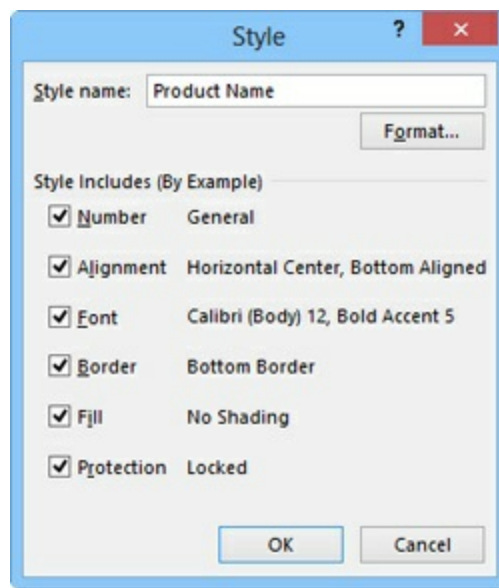 Style ? ×
Style name: Product Name
Format...
Style Includes (By Example)
Number General
Alignment Horizontal Center, Bottom Aligned
Font Calibri (Body) 12, Bold Accent 5
Border Bottom Border
Fill No Shading
Protection Locked
OK Cancel